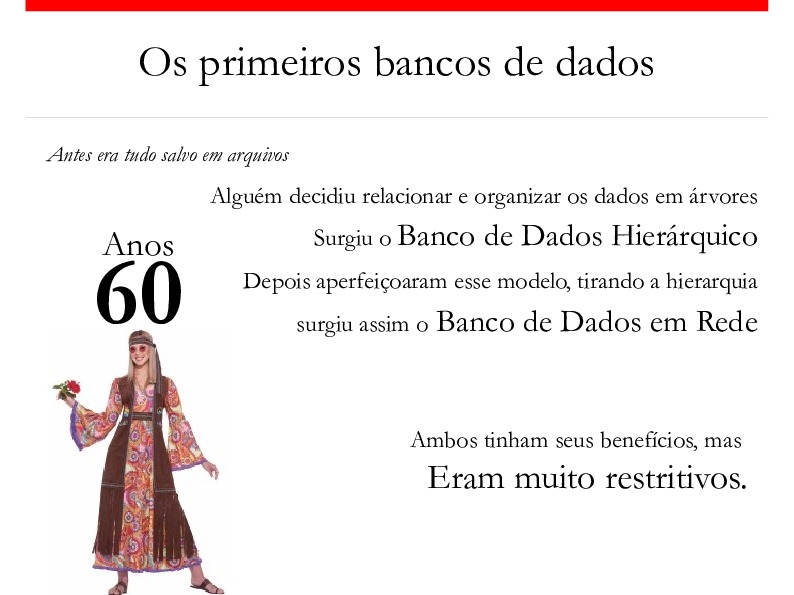 Os primeiros bancos de dados
Antes era tudo salvo em arquivos
Alguém decidiu relacionar e organizar os dados em árvores
Surgiu o Banco de Dados Hierárquico
Anos
60
Depois aperfeiçoaram esse modelo, tirando a hierarquia
surgiu assim o Banco de Dados em Rede
Ambos tinham seus benefícios, mas
Eram muito restritivos.